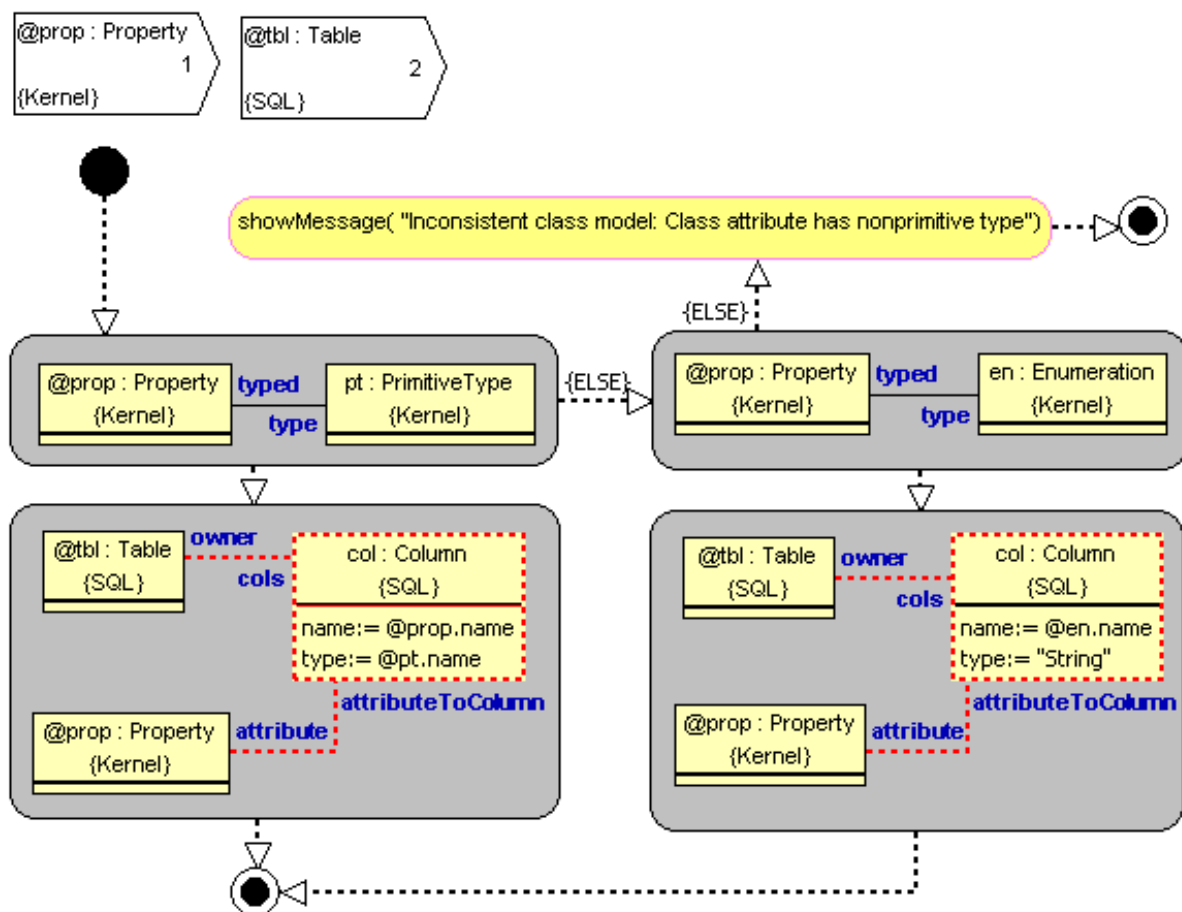 @prop : Property
1
{Kernel}
@tbl : Table
2
{SQL}
showMessage( "Inconsistent class model: Class attribute has nonprimitive type")
{ELSE}
@prop : Property
{Kernel}
typed
type
pt : PrimitiveType
{Kernel}
{ELSE}
@prop : Property
{Kernel}
typed
type
en : Enumeration
{Kernel}
@tbl : Table
{SQL}
owner
cols
col : Column
{SQL}
name:= @prop.name
type:= @pt.name
attributeToColumn
@prop : Property
{Kernel}
attribute
@tbl : Table
{SQL}
owner
cols
col : Column
{SQL}
name:= @en.name
type:= "String"
attributeToColumn
@prop : Property
{Kernel}
attribute